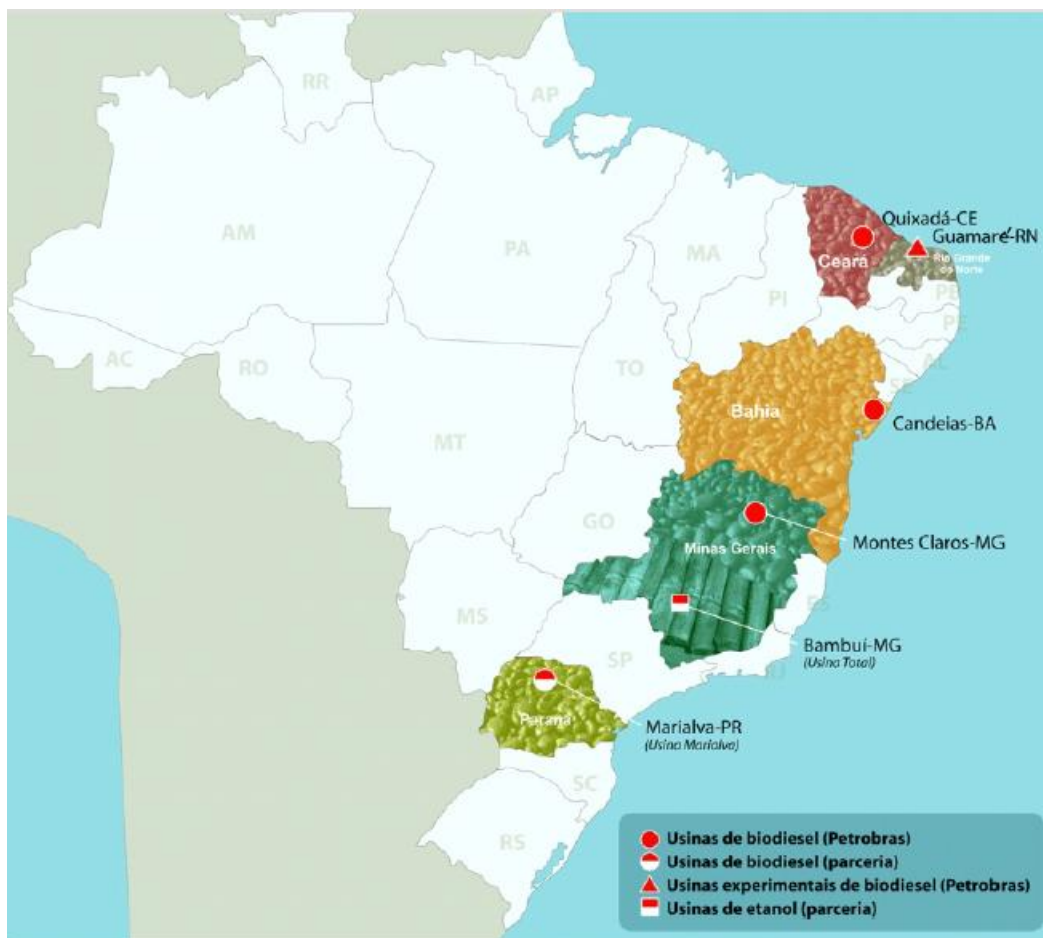 RR
AP
AM
PA
MA
Ceará
Quixadá-CE
Guamaré-RN
Rio Grande
do Norte
PI
PB
PE
AL
SE
AC
RO
TO
Bahia
Candeias-BA
MT
GO
Minas Gerais
Montes Claros-MG
ES
MS
Bambuí-MG
(Usina Total)
SP
RJ
Paraná
Marialva-PR
(Usina Marialva)
SC
RS
Usinas de biodiesel (Petrobras)
Usinas de biodiesel (parceria)
Usinas experimentais de biodiesel (Petrobras)
Usinas de etanol (parceria)